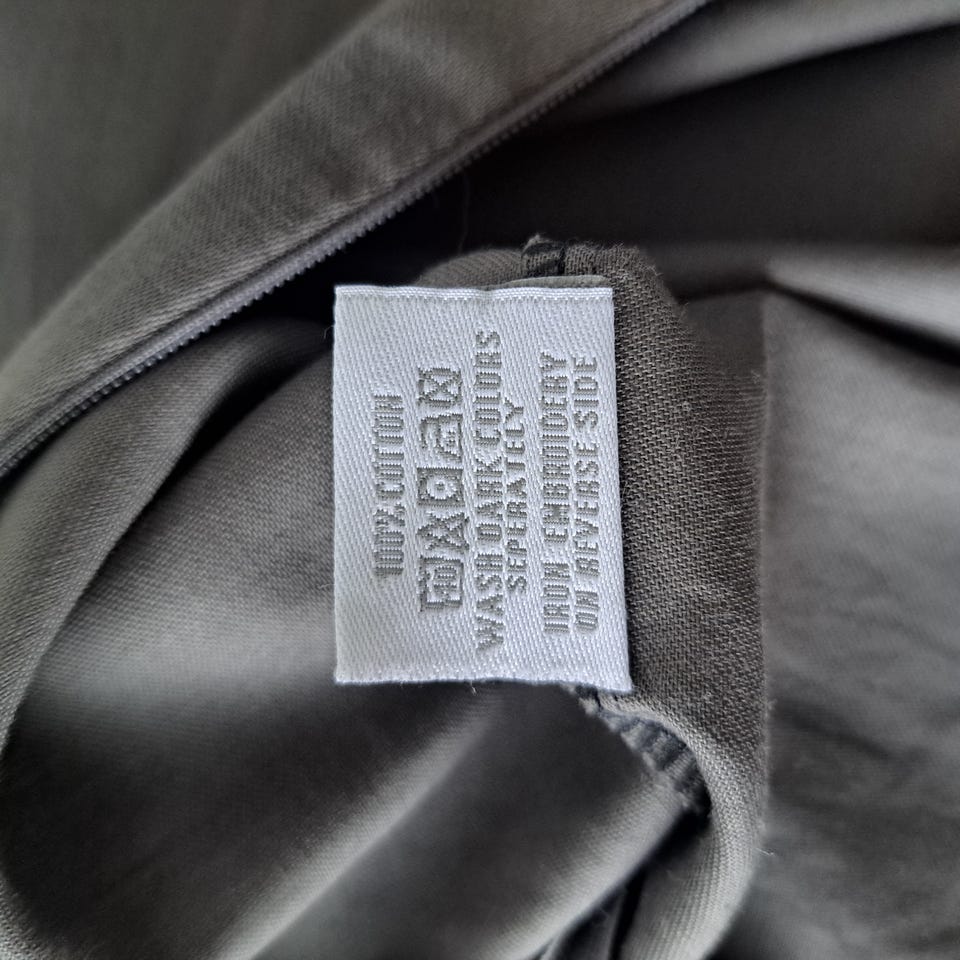 100% COTTON
WASH DARK COLORS
SEPERATELY
IRON EMBROIDERY
ON REVERSE SIDE